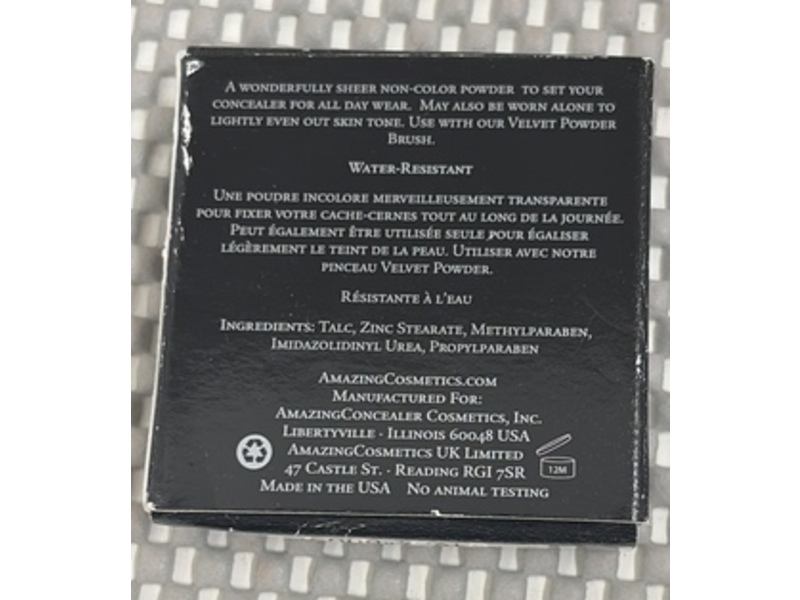 A wonderfully sheer non-color powder to set your
concealer for all day wear. May also be worn alone to
lightly even out skin tone. Use with our Velvet Powder
Brush.
Water-Resistant
Une poudre incolore merveilleusement transparente
pour fixer votre cache-cernes tout au long de la journée.
Peut également être utilisée seule pour égaliser
légèrement le teint de la peau. Utiliser avec notre
pinceau Velvet Powder.
Résistante à l'eau
Ingredients: Talc, Zinc Stearate, Methylparaben,
Imidazolidinyl Urea, Propylparaben
AmazingCosmetics.com
Manufactured For:
AmazingConcealer Cosmetics, Inc.
Libertyville · Illinois 60048 USA
AmazingCosmetics UK Limited
47 Castle St. · Reading RG1 7SR
12M
Made in the USA No animal testing